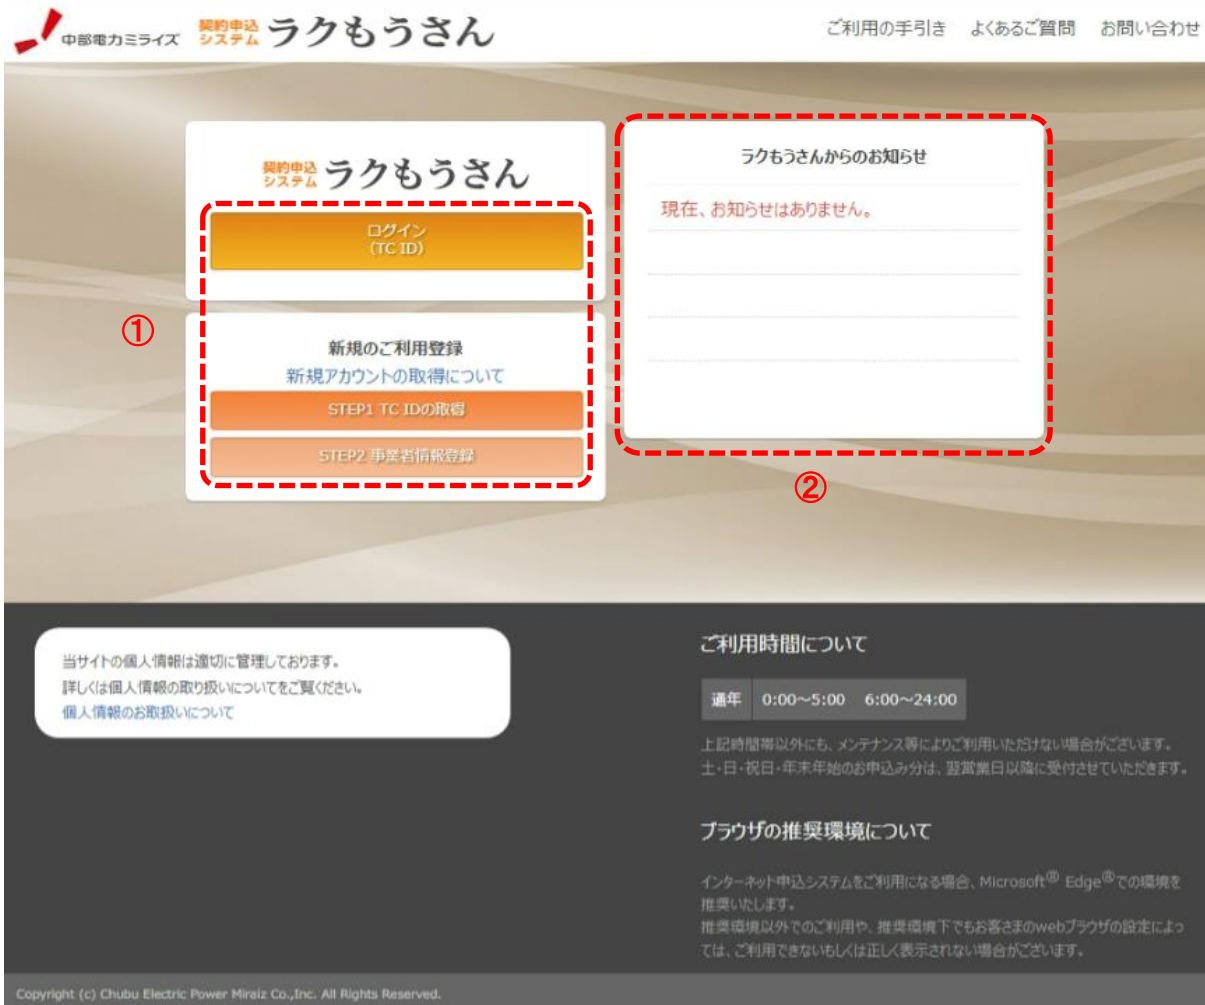 中部電力ミライズ 契約申込システム ラクもうさん
ご利用の手引き よくあるご質問 お問い合わせ
契約申込
システム ラクもうさん
ログイン
(TC ID)
①
新規のご利用登録
新規アカウントの取得について
STEP1 TC IDの取得
STEP2 事業者情報登録
ラクもうさんからのお知らせ
現在、お知らせはありません。
②
当サイトの個人情報は適切に管理しております。
詳しくは個人情報の取り扱いについてをご覧ください。
個人情報のお取扱いについて
ご利用時間について
通年 0:00～5:00 6:00～24:00
上記時間帯以外にも、メンテナンス等によりご利用いただけない場合がございます。
土・日・祝日・年末年始のお申込み分は、翌営業日以降に受付させていただきます。
ブラウザの推奨環境について
インターネット申込システムをご利用になる場合、Microsoft® Edge®での環境を
推奨いたします。
推奨環境以外でのご利用や、推奨環境下でもお客さまのwebブラウザの設定によっ
ては、ご利用できないもしくは正しく表示されない場合がございます。
Copyright (c) Chubu Electric Power Miraiz Co.,Inc. All Rights Reserved.